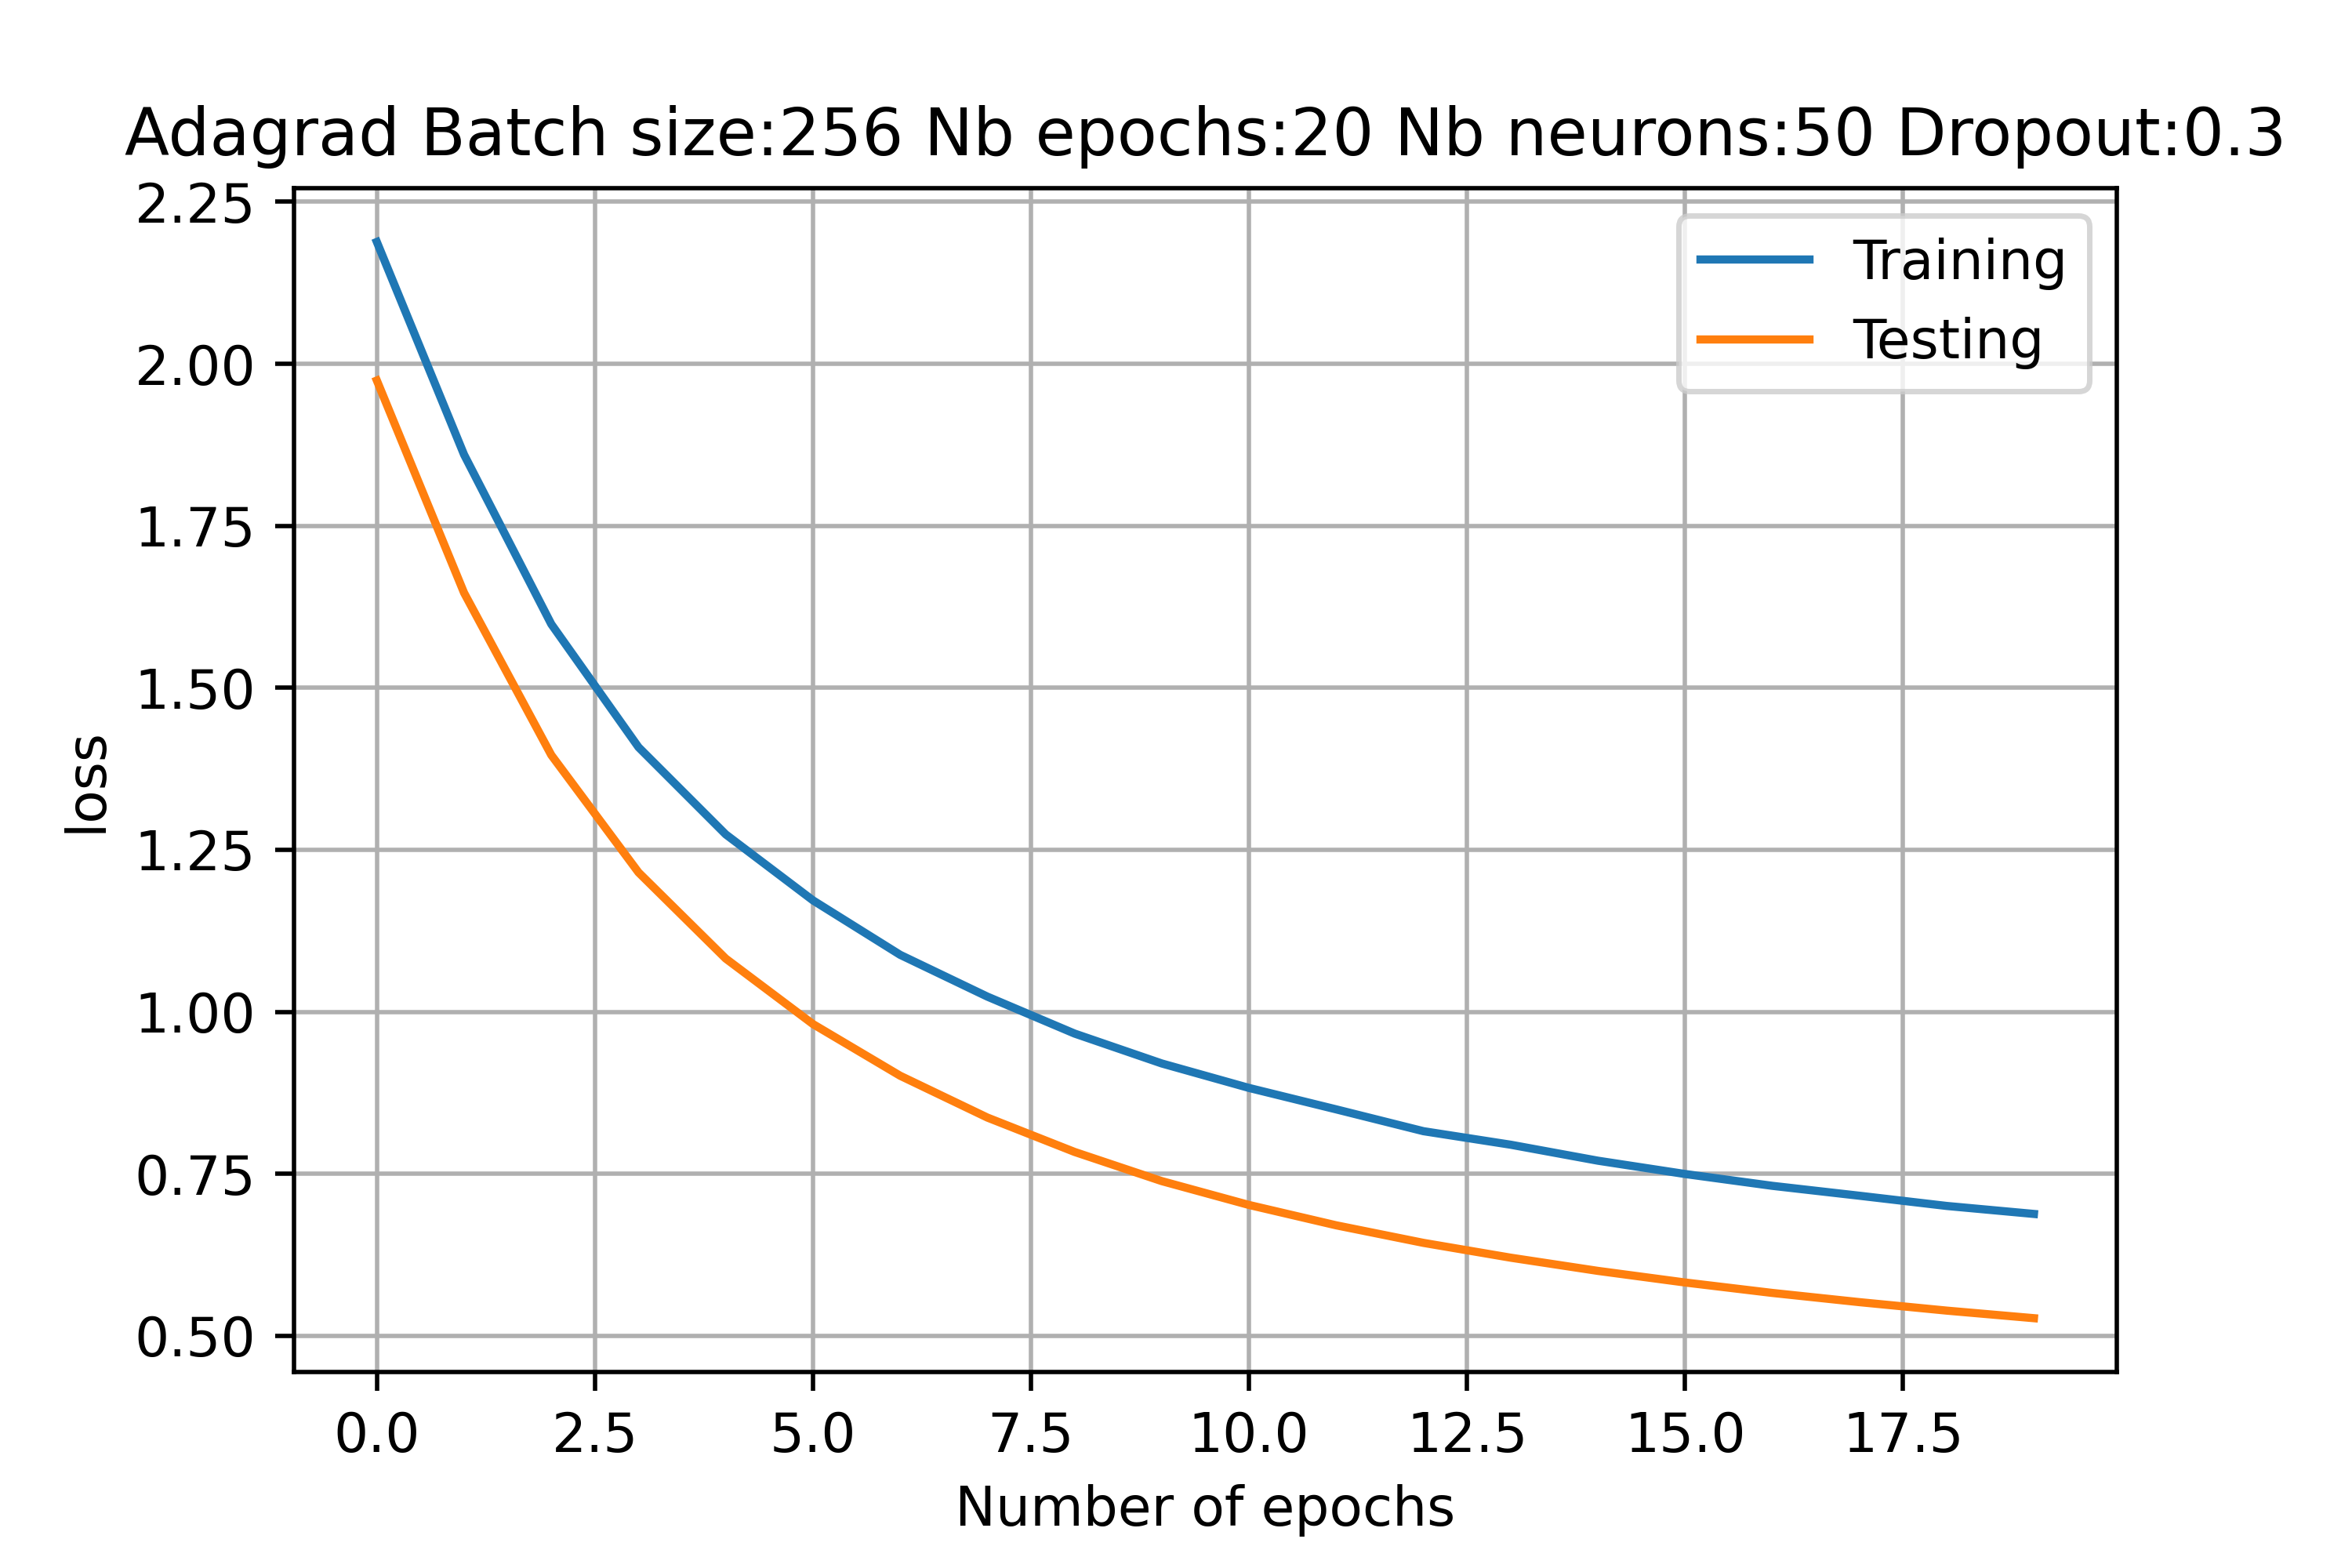 Adagrad Batch size:256 Nb epochs:20 Nb neurons:50 Dropout:0.3
Training
Testing
2.25
2.00
1.75
1.50
1.25
1.00
0.75
0.50
loss
0.0 2.5 5.0 7.5 10.0 12.5 15.0 17.5
Number of epochs